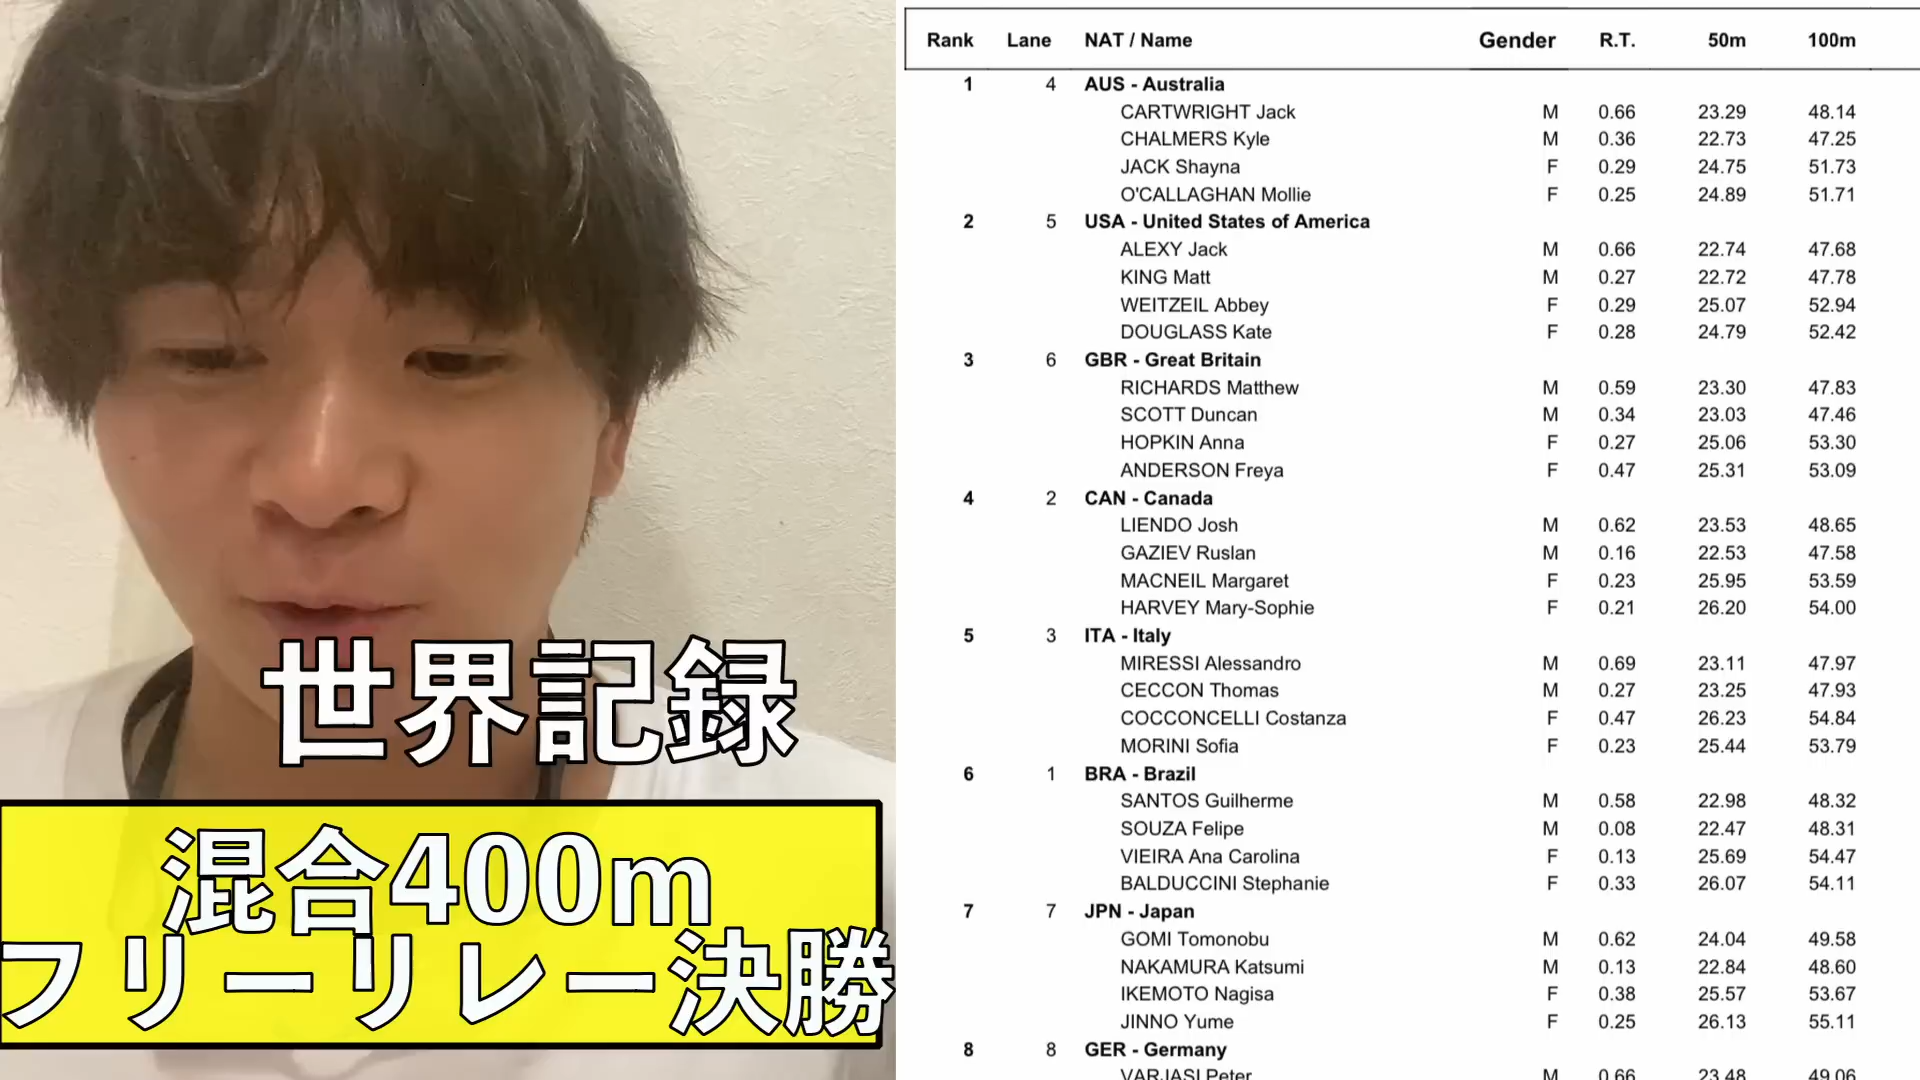 世界記録
混合400m
フリーリレー決勝
Rank Lane NAT / Name Gender R.T. 50m 100m
1 4 AUS - Australia
CARTWRIGHT Jack M 0.66 23.29 48.14
CHALMERS Kyle M 0.36 22.73 47.25
JACK Shayna F 0.29 24.75 51.73
O'CALLAGHAN Mollie F 0.25 24.89 51.71
2 5 USA - United States of America
ALEXY Jack M 0.66 22.74 47.68
KING Matt M 0.27 22.72 47.78
WEITZEIL Abbey F 0.29 25.07 52.94
DOUGLASS Kate F 0.28 24.79 52.42
3 6 GBR - Great Britain
RICHARDS Matthew M 0.59 23.30 47.83
SCOTT Duncan M 0.34 23.03 47.46
HOPKIN Anna F 0.27 25.06 53.30
ANDERSON Freya F 0.47 25.31 53.09
4 2 CAN - Canada
LIENDO Josh M 0.62 23.53 48.65
GAZIEV Ruslan M 0.16 22.53 47.58
MACNEIL Margaret F 0.23 25.95 53.59
HARVEY Mary-Sophie F 0.21 26.20 54.00
5 3 ITA - Italy
MIRESSI Alessandro M 0.69 23.11 47.97
CECCON Thomas M 0.27 23.25 47.93
COCCONCELLI Costanza F 0.47 26.23 54.84
MORINI Sofia F 0.23 25.44 53.79
6 1 BRA - Brazil
SANTOS Guilherme M 0.58 22.98 48.32
SOUZA Felipe M 0.08 22.47 48.31
VIEIRA Ana Carolina F 0.13 25.69 54.47
BALDUCCINI Stephanie F 0.33 26.07 54.11
7 7 JPN - Japan
GOMI Tomonobu M 0.62 24.04 49.58
NAKAMURA Katsumi M 0.13 22.84 48.60
IKEMOTO Nagisa F 0.38 25.57 53.67
JINNO Yume F 0.25 26.13 55.11
8 8 GER - Germany
VARJASI Peter M 0.66 23.48 49.06